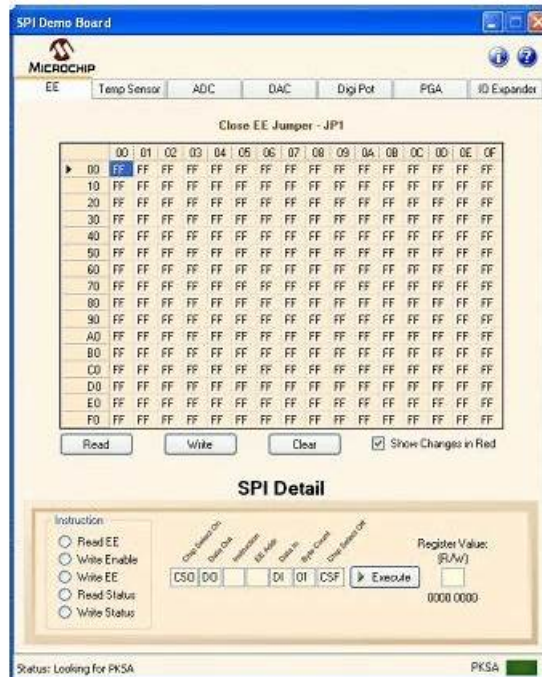 SPI Demo Board
MICROCHIP
EE Temp Sensor ADC DAC Digi Pot PGA IO Expander
Close EE Jumper - JP1
00 01 02 03 04 05 06 07 08 09 0A 0B 0C 0D 0E 0F
00 FF FF FF FF FF FF FF FF FF FF FF FF FF FF FF FF
10 FF FF FF FF FF FF FF FF FF FF FF FF FF FF FF FF
20 FF FF FF FF FF FF FF FF FF FF FF FF FF FF FF FF
30 FF FF FF FF FF FF FF FF FF FF FF FF FF FF FF FF
40 FF FF FF FF FF FF FF FF FF FF FF FF FF FF FF FF
50 FF FF FF FF FF FF FF FF FF FF FF FF FF FF FF FF
60 FF FF FF FF FF FF FF FF FF FF FF FF FF FF FF FF
70 FF FF FF FF FF FF FF FF FF FF FF FF FF FF FF FF
80 FF FF FF FF FF FF FF FF FF FF FF FF FF FF FF FF
90 FF FF FF FF FF FF FF FF FF FF FF FF FF FF FF FF
A0 FF FF FF FF FF FF FF FF FF FF FF FF FF FF FF FF
B0 FF FF FF FF FF FF FF FF FF FF FF FF FF FF FF FF
C0 FF FF FF FF FF FF FF FF FF FF FF FF FF FF FF FF
D0 FF FF FF FF FF FF FF FF FF FF FF FF FF FF FF FF
E0 FF FF FF FF FF FF FF FF FF FF FF FF FF FF FF FF
F0 FF FF FF FF FF FF FF FF FF FF FF FF FF FF FF FF
Read Write Clear Show Changes in Red
SPI Detail
Instruction
Read EE
Write Enable
Write EE
Read Status
Write Status
Chip Select On Data Out Instruction EE Addr Data In Byte Count Chip Select Off
CSO DO DI 01 CSF Execute
Register Value:
(R/W)
0000 0000
Status: Looking for PKSA PKSA